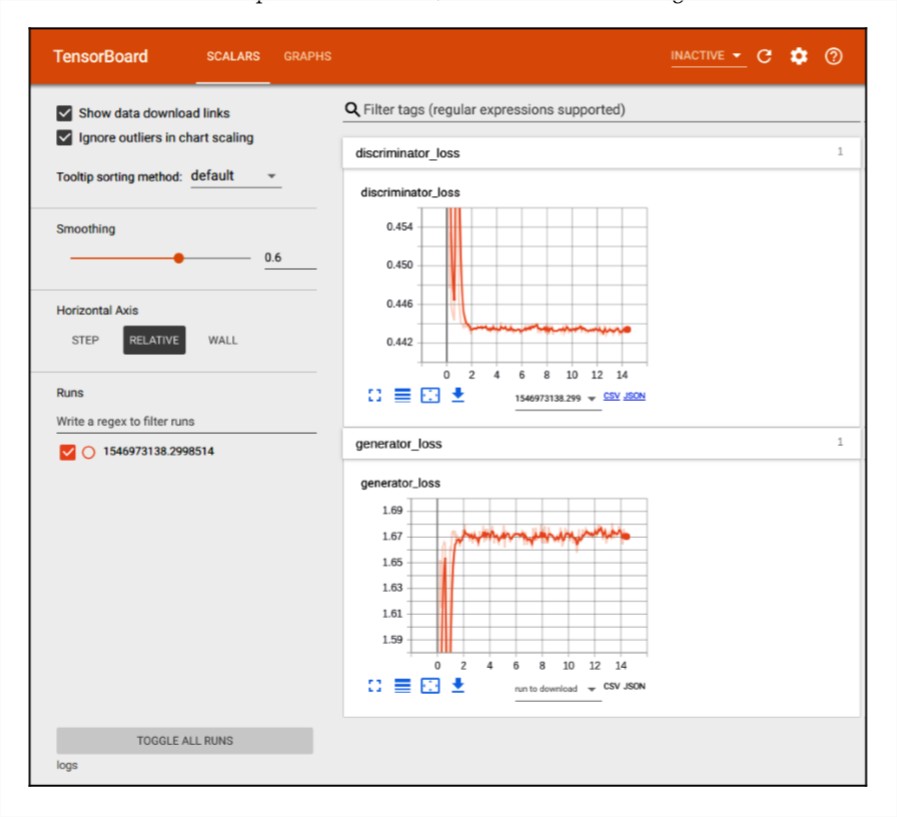 TensorBoard SCALARS GRAPHS INACTIVE
Show data download links
Ignore outliers in chart scaling
Tooltip sorting method: default
Smoothing
0.6
Horizontal Axis
STEP RELATIVE WALL
Runs
Write a regex to filter runs
1546973138.2998514
TOGGLE ALL RUNS
logs
Filter tags (regular expressions supported)
discriminator_loss 1
discriminator_loss
0.454
0.450
0.446
0.442
0 2 4 6 8 10 12 14
1546973138.299 CSV JSON
generator_loss 1
generator_loss
1.69
1.67
1.65
1.63
1.61
1.59
0 2 4 6 8 10 12 14
run to download CSV JSON